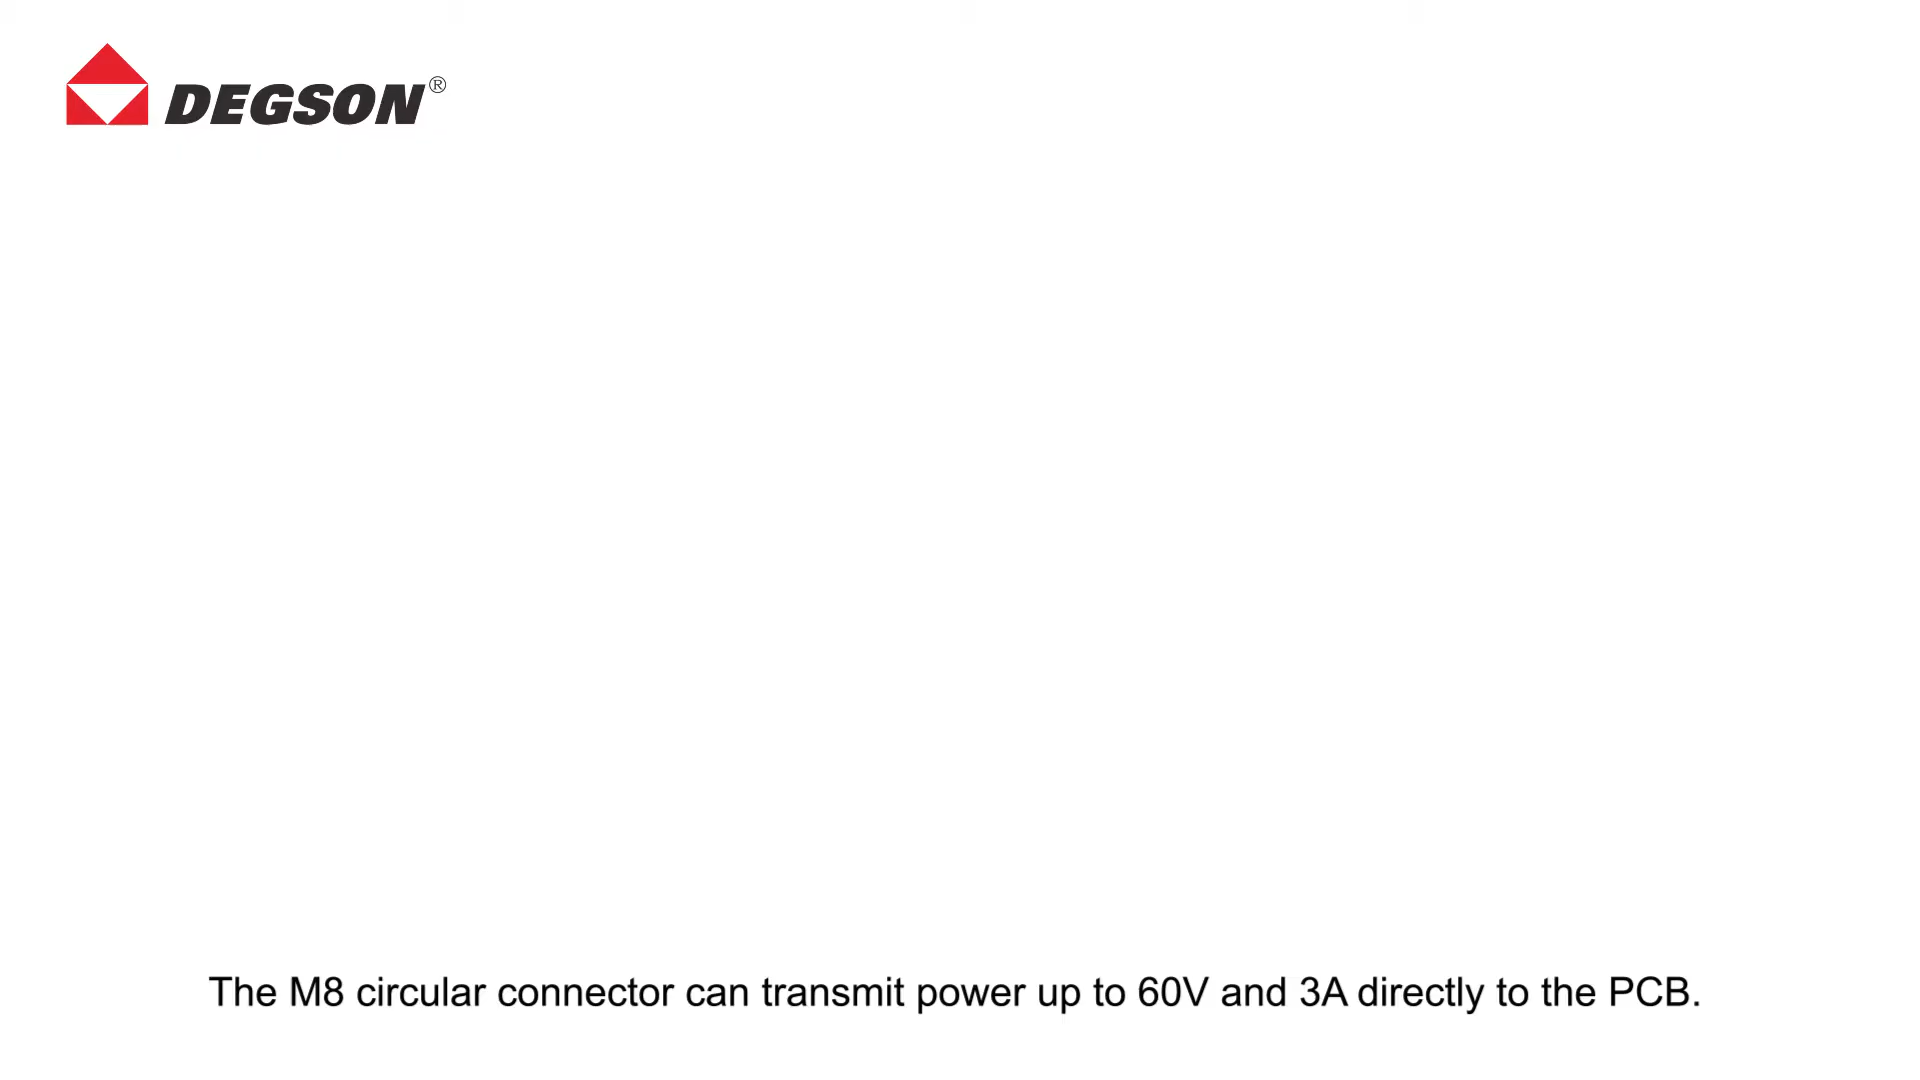 DEGSON®
The M8 circular connector can transmit power up to 60V and 3A directly to the PCB.